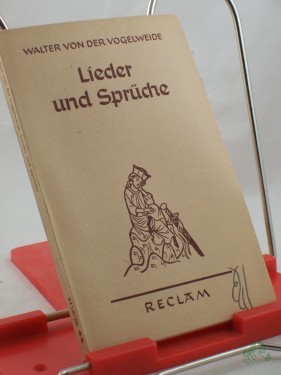 WALTER VON DER VOGELWEIDE
Lieder
und Sprüche
RECLAM